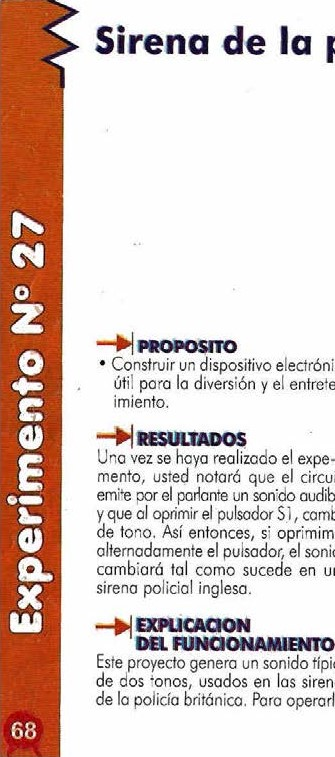 Sirena de la p
Experimento Nº 27
PROPOSITO
• Construir un dispositivo electróni
útil para la diversión y el entrete
imiento.
RESULTADOS
Una vez se haya realizado el expe-
mento, usted notará que el circui
emite por el parlante un sonido audib
y que al oprimir el pulsador S1, camb
de tono. Así entonces, si oprimim
alternadamente el pulsador, el sonid
cambiará tal como sucede en un
sirena policial inglesa.
EXPLICACION
DEL FUNCIONAMIENTO
Este proyecto genera un sonido típic
de dos tonos, usados en las siren
de la policía británica. Para operarl
68